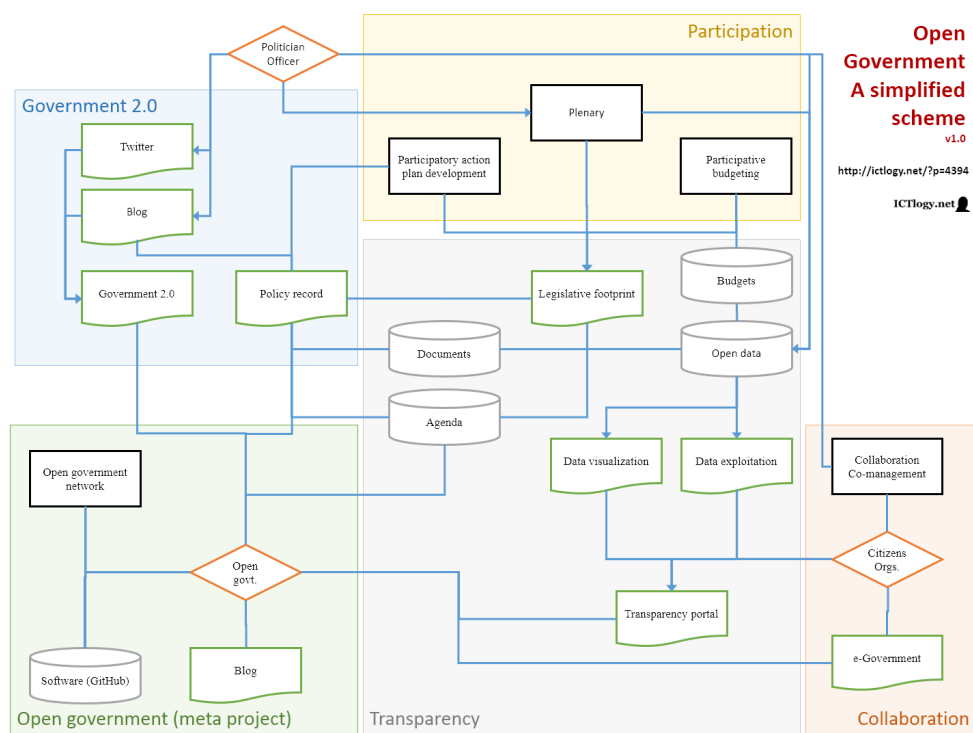 Open
Government
A simplified
scheme
v1.0
http://ictlogy.net/?p=4394
ICTlogy.net
Participation
Politician
Officer
Government 2.0
Plenary
Twitter
Participatory action
plan development
Participative
budgeting
Blog
Government 2.0
Policy record
Legislative footprint
Budgets
Documents
Open data
Agenda
Data visualization
Data exploitation
Collaboration
Co-management
Open government
network
Open
govt.
Citizens
Orgs.
Transparency portal
Software (GitHub)
Blog
e-Government
Open government (meta project)
Transparency
Collaboration